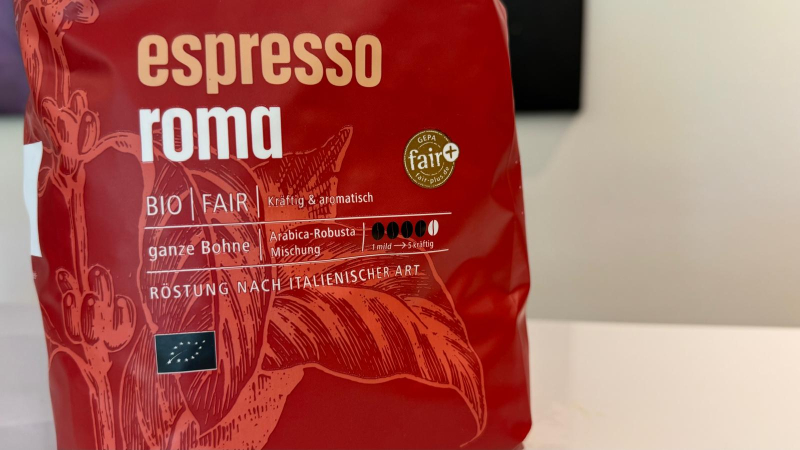 espresso
roma
GEPA
fair+
fair-plus.de
BIO | FAIR | Kräftig & aromatisch
ganze Bohne | Arabica-Robusta Mischung | 1 mild → 5 kräftig
RÖSTUNG NACH ITALIENISCHER ART